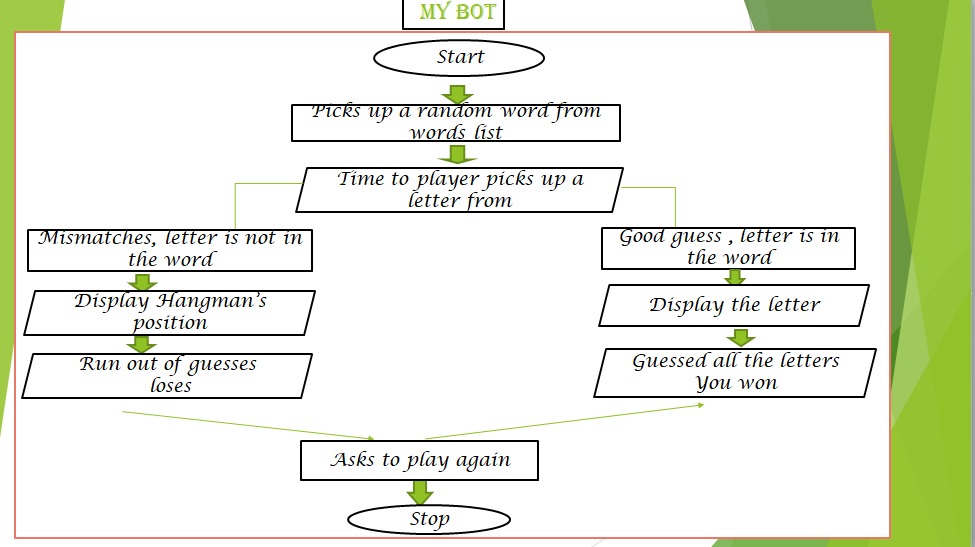 MY BOT
Start
Picks up a random word from
words list
Time to player picks up a
letter from
Mismatches, letter is not in
the word
Good guess , letter is in
the word
Display Hangman's
position
Display the letter
Run out of guesses
loses
Guessed all the letters
You won
Asks to play again
Stop